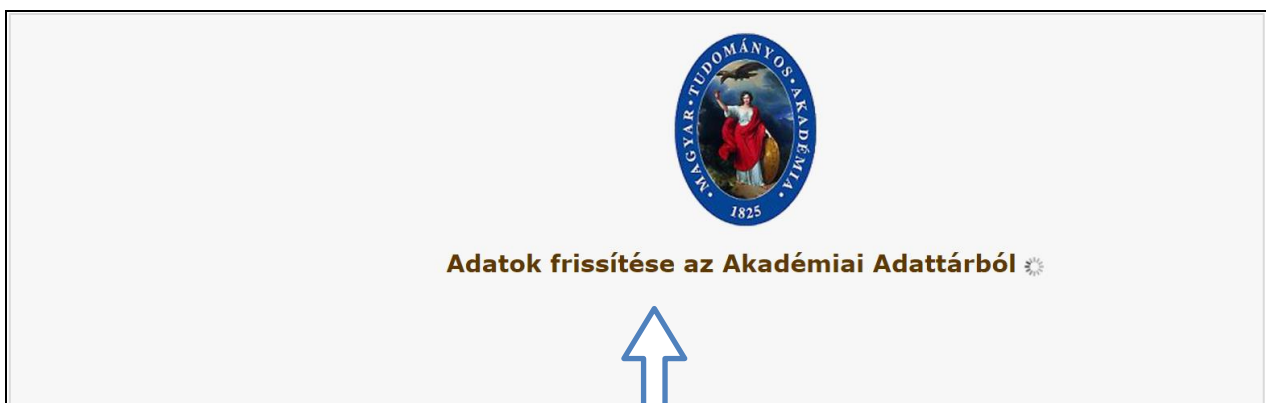 MAGYAR·TUDOMÁNYOS·AKADÉMIA·
1825
Adatok frissítése az Akadémiai Adattárból